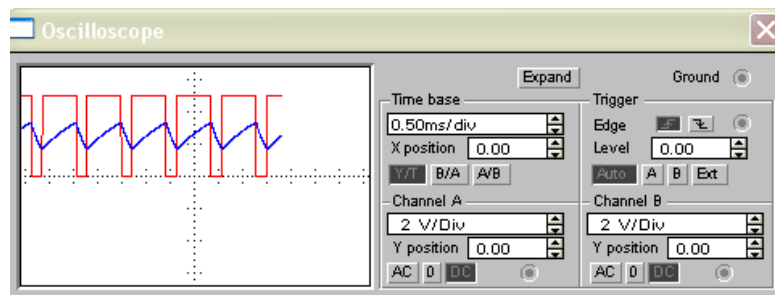 Oscilloscope
Expand Ground
Time base Trigger
0.50ms/div Edge
X position 0.00 Level 0.00
Y/T B/A A/B Auto A B Ext
Channel A Channel B
2 V/Div 2 V/Div
Y position 0.00 Y position 0.00
AC 0 DC AC 0 DC